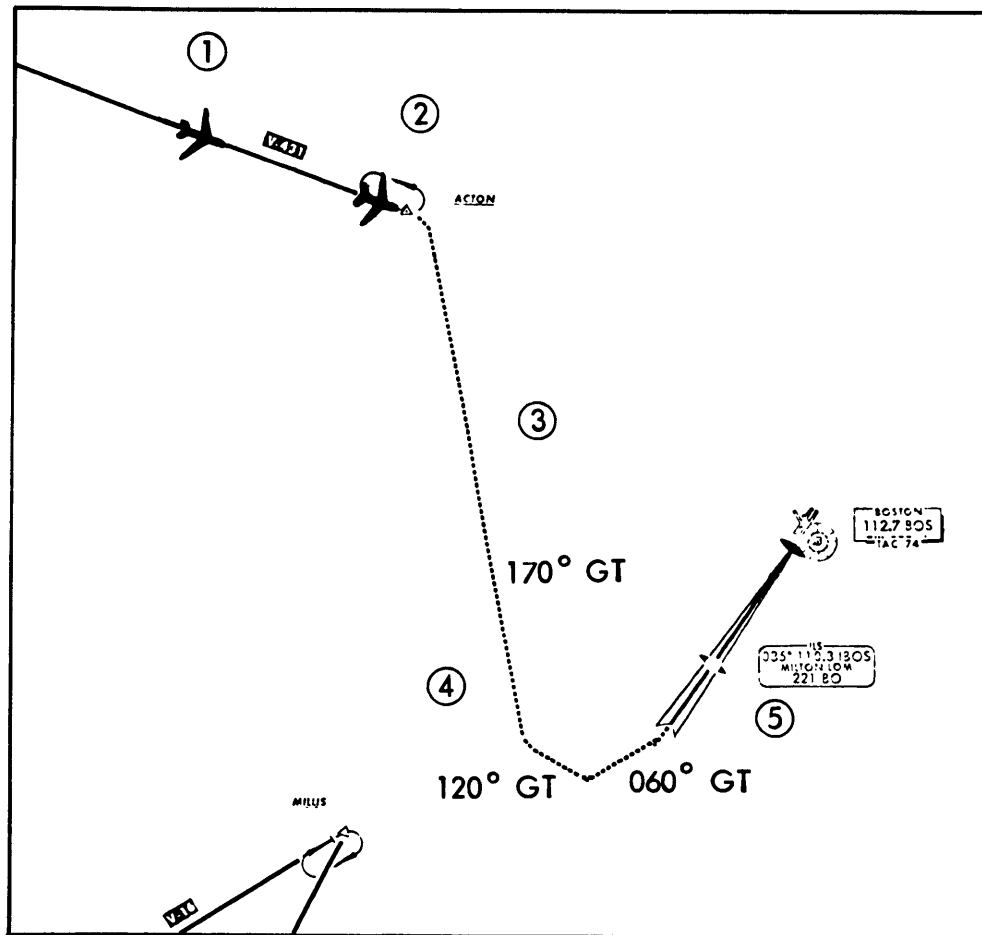 1
2
V-431
ACTON
3
BOSTON
112.7 BOS
TAC 74
170° GT
ILS
035° 110.3 IBOS
MILTON LOM
221 BO
4
5
120° GT
060° GT
MILUS
V-16